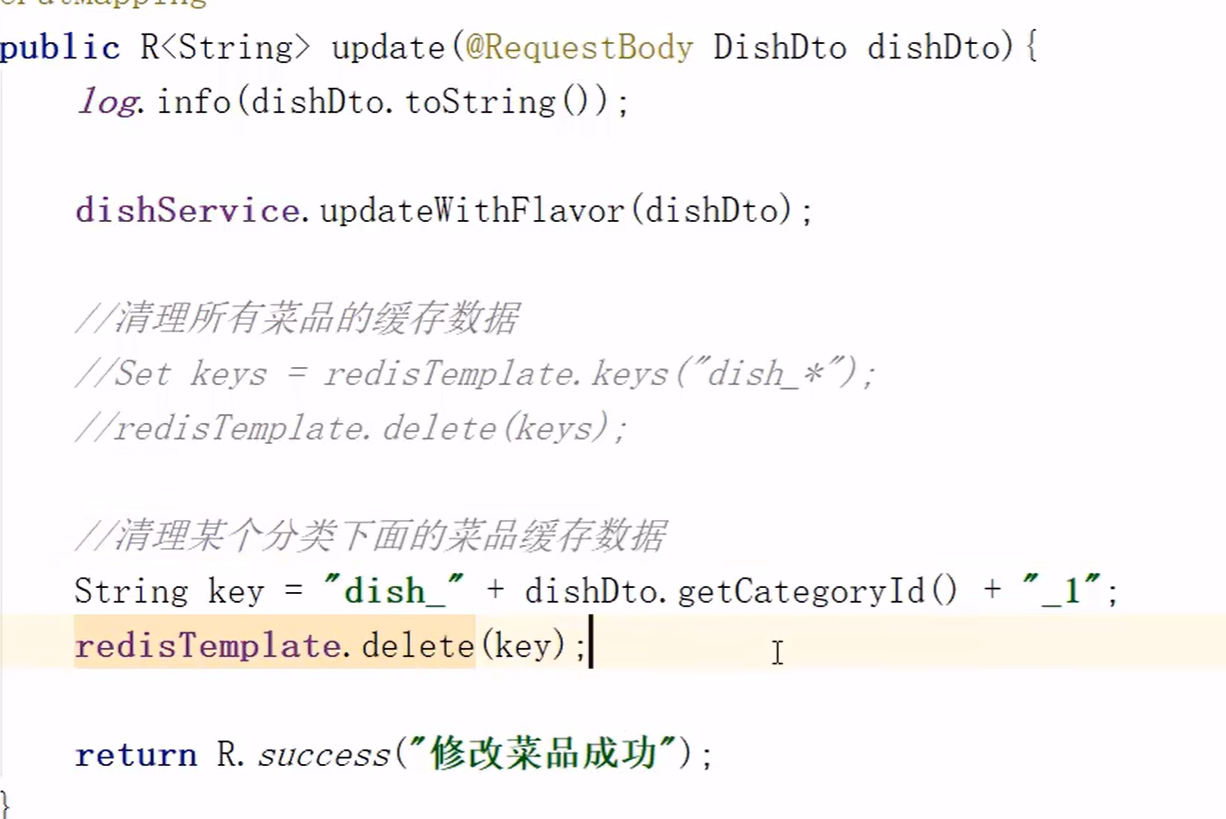 public R<String> update(@RequestBody DishDto dishDto){
log.info(dishDto.toString());
dishService.updateWithFlavor(dishDto);
//清理所有菜品的缓存数据
//Set keys = redisTemplate.keys("dish_*");
//redisTemplate.delete(keys);
//清理某个分类下面的菜品缓存数据
String key = "dish_" + dishDto.getCategoryId() + "_1";
redisTemplate.delete(key);
return R.success("修改菜品成功");
}